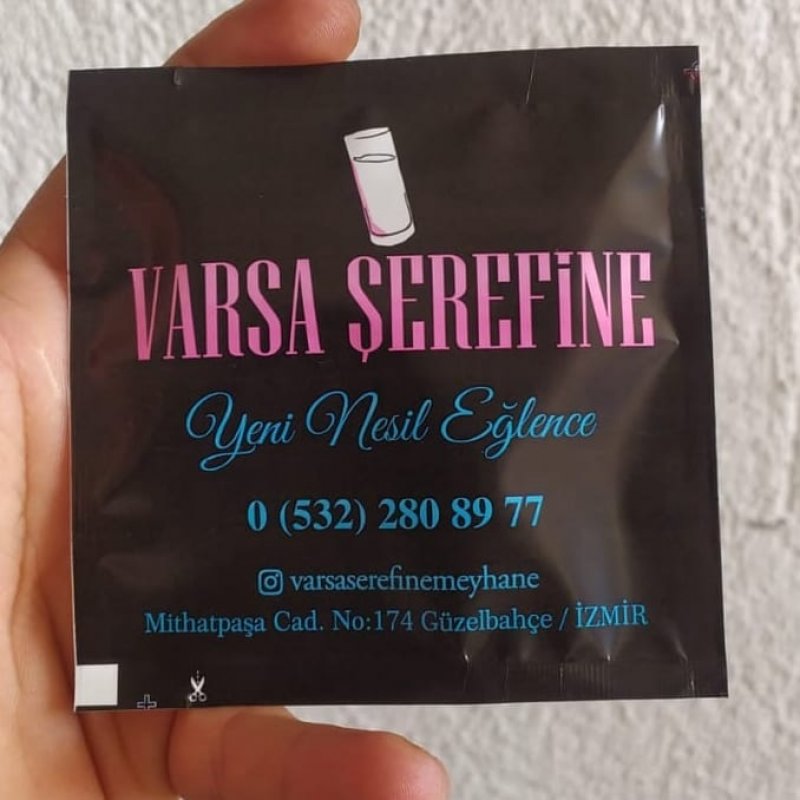 VARSA ŞEREFİNE
Yeni Nesil Eğlence
0 (532) 280 89 77
varsaserefinemeyhane
Mithatpaşa Cad. No:174 Güzelbahçe / İZMİR